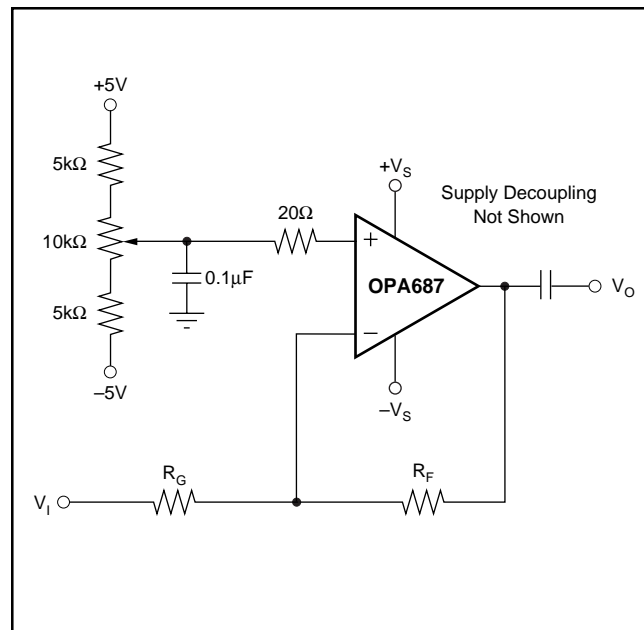 +5V
5kΩ
10kΩ
5kΩ
–5V
0.1µF
20Ω
+V_S
Supply Decoupling
Not Shown
+
OPA687
–
–V_S
V_O
R_G
R_F
V_I